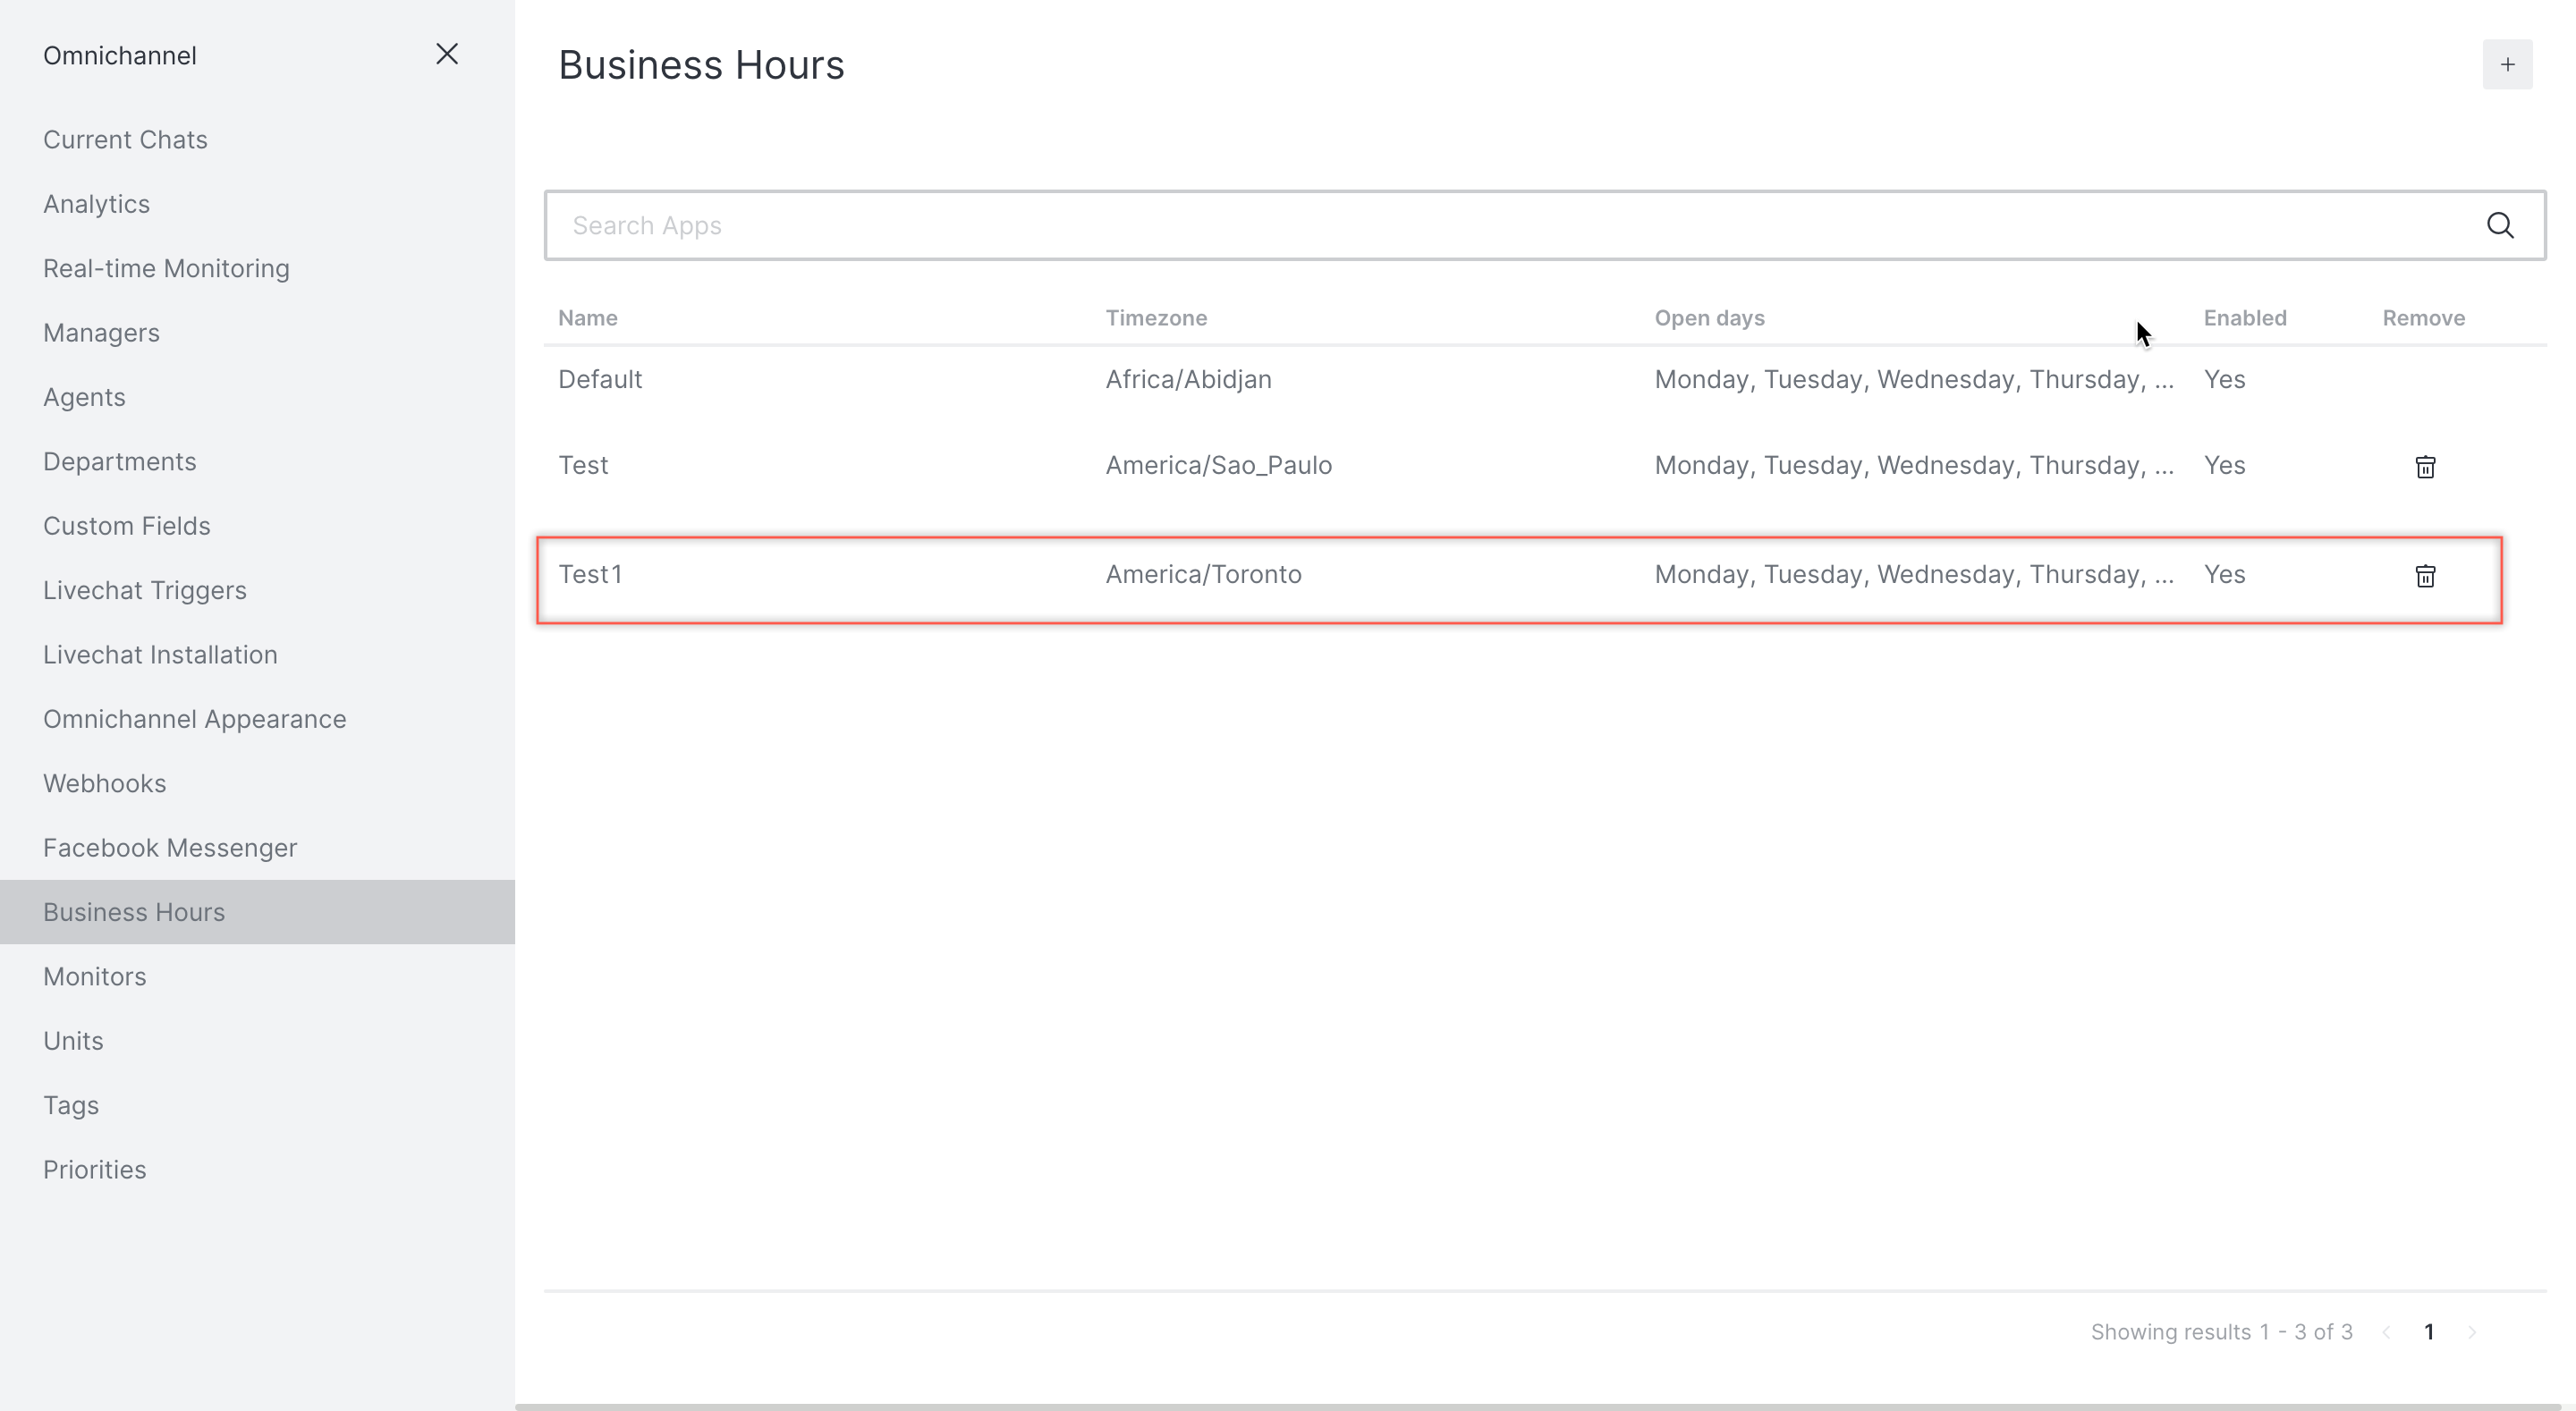 Omnichannel
Current Chats
Analytics
Real-time Monitoring
Managers
Agents
Departments
Custom Fields
Livechat Triggers
Livechat Installation
Omnichannel Appearance
Webhooks
Facebook Messenger
Business Hours
Monitors
Units
Tags
Priorities
Business Hours
Search Apps
Name Timezone Open days Enabled Remove
Default Africa/Abidjan Monday, Tuesday, Wednesday, Thursday, ... Yes
Test America/Sao_Paulo Monday, Tuesday, Wednesday, Thursday, ... Yes
Test1 America/Toronto Monday, Tuesday, Wednesday, Thursday, ... Yes
Showing results 1 - 3 of 3 1